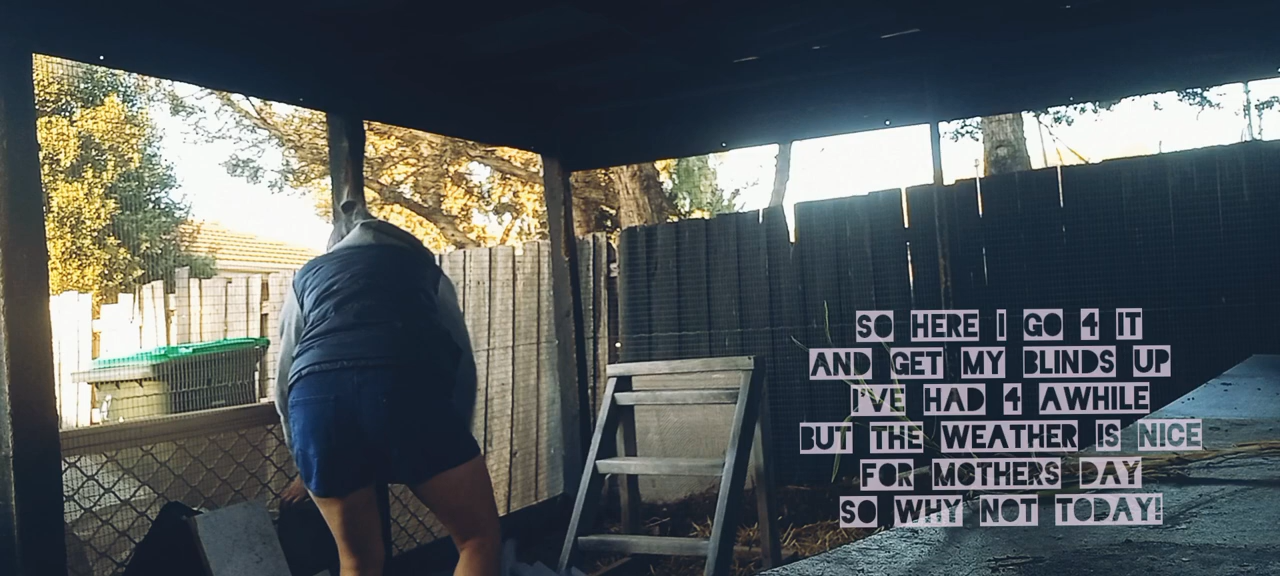 SO HERE I GO 4 IT
AND GET MY BLINDS UP
I'VE HAD 4 AWHILE
BUT THE WEATHER IS NICE
FOR MOTHERS DAY
SO WHY NOT TODAY!